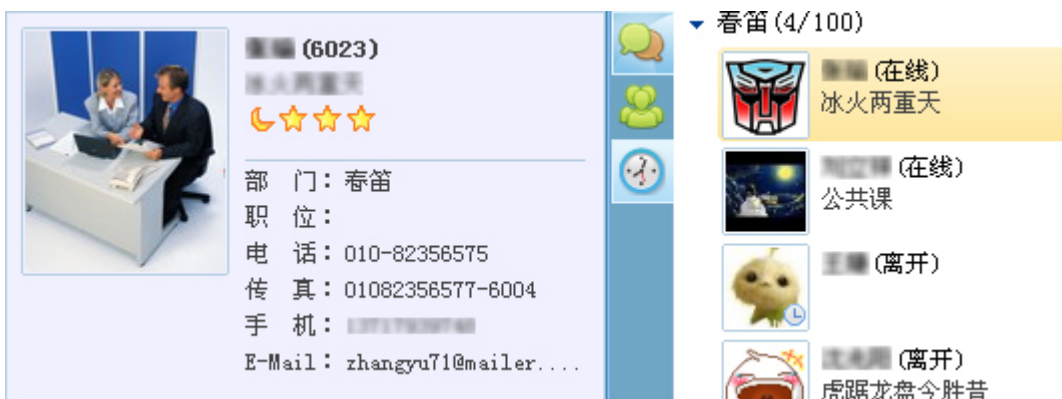 (6023)
部 门：春笛
职 位：
电 话：010-82356575
传 真：01082356577-6004
手 机：
E-Mail：zhangyu71@mailer....
春笛(4/100)
(在线)
冰火两重天
(在线)
公共课
(离开)
(离开)
虎踞龙盘今胜昔